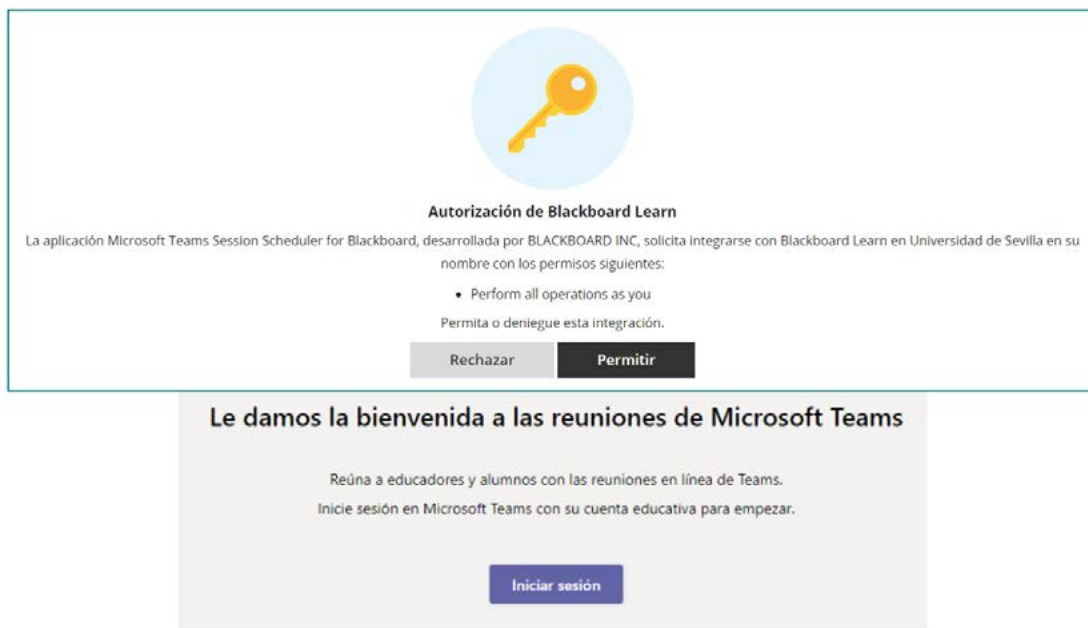 Autorización de Blackboard Learn
La aplicación Microsoft Teams Session Scheduler for Blackboard, desarrollada por BLACKBOARD INC, solicita integrarse con Blackboard Learn en Universidad de Sevilla en su
nombre con los permisos siguientes:
• Perform all operations as you
Permita o deniegue esta integración.
Rechazar Permitir
Le damos la bienvenida a las reuniones de Microsoft Teams
Reúna a educadores y alumnos con las reuniones en línea de Teams.
Inicie sesión en Microsoft Teams con su cuenta educativa para empezar.
Iniciar sesión